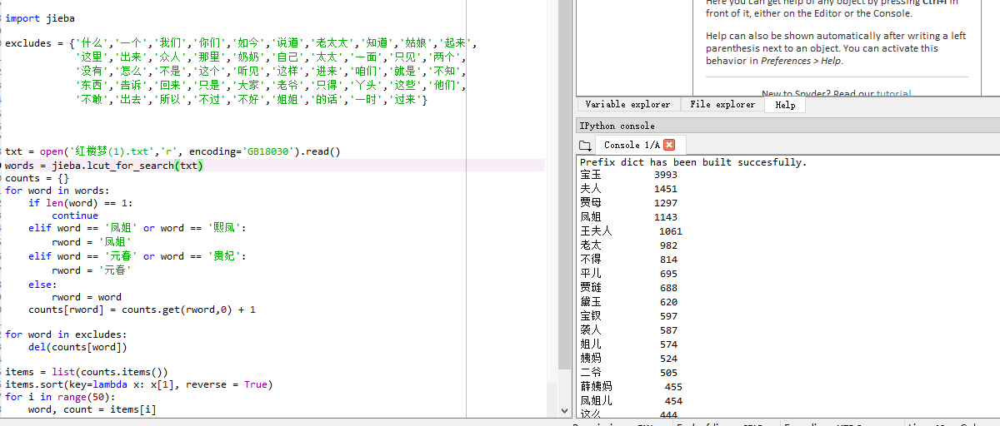 import jieba
excludes = {'什么','一个','我们','你们','如今','说道','老太太','知道','姑娘','起来',
'这里','出来','众人','那里','奶奶','自己','太太','一面','只见','两个',
'没有','怎么','不是','这个','听见','这样','进来','咱们','就是','不知',
'东西','告诉','回来','只是','大家','老爷','只得','丫头','这些','他们',
'不敢','出去','所以','不过','不好','姐姐','的话','一时','过来'}
txt = open('红楼梦(1).txt','r', encoding='GB18030').read()
words = jieba.lcut_for_search(txt)
counts = {}
for word in words:
if len(word) == 1:
continue
elif word == '凤姐' or word == '熙凤':
rword = '凤姐'
elif word == '元春' or word == '贵妃':
rword = '元春'
else:
rword = word
counts[rword] = counts.get(rword,0) + 1
for word in excludes:
del(counts[word])
items = list(counts.items())
items.sort(key=lambda x: x[1], reverse = True)
for i in range(50):
word, count = items[i]
Here you can get help of any object by pressing Ctrl+I in
front of it, either on the Editor or the Console.
Help can also be shown automatically after writing a left
parenthesis next to an object. You can activate this
behavior in Preferences > Help.
New to Spyder? Read our tutorial
Variable explorer File explorer Help
IPython console
Console 1/A
Prefix dict has been built succesfully.
宝玉 3993
夫人 1451
贾母 1297
凤姐 1143
王夫人 1061
老太 982
不得 814
平儿 695
贾琏 688
黛玉 620
宝钗 597
袭人 587
姐儿 574
姨妈 524
二爷 505
薛姨妈 455
凤姐儿 454
这么 444